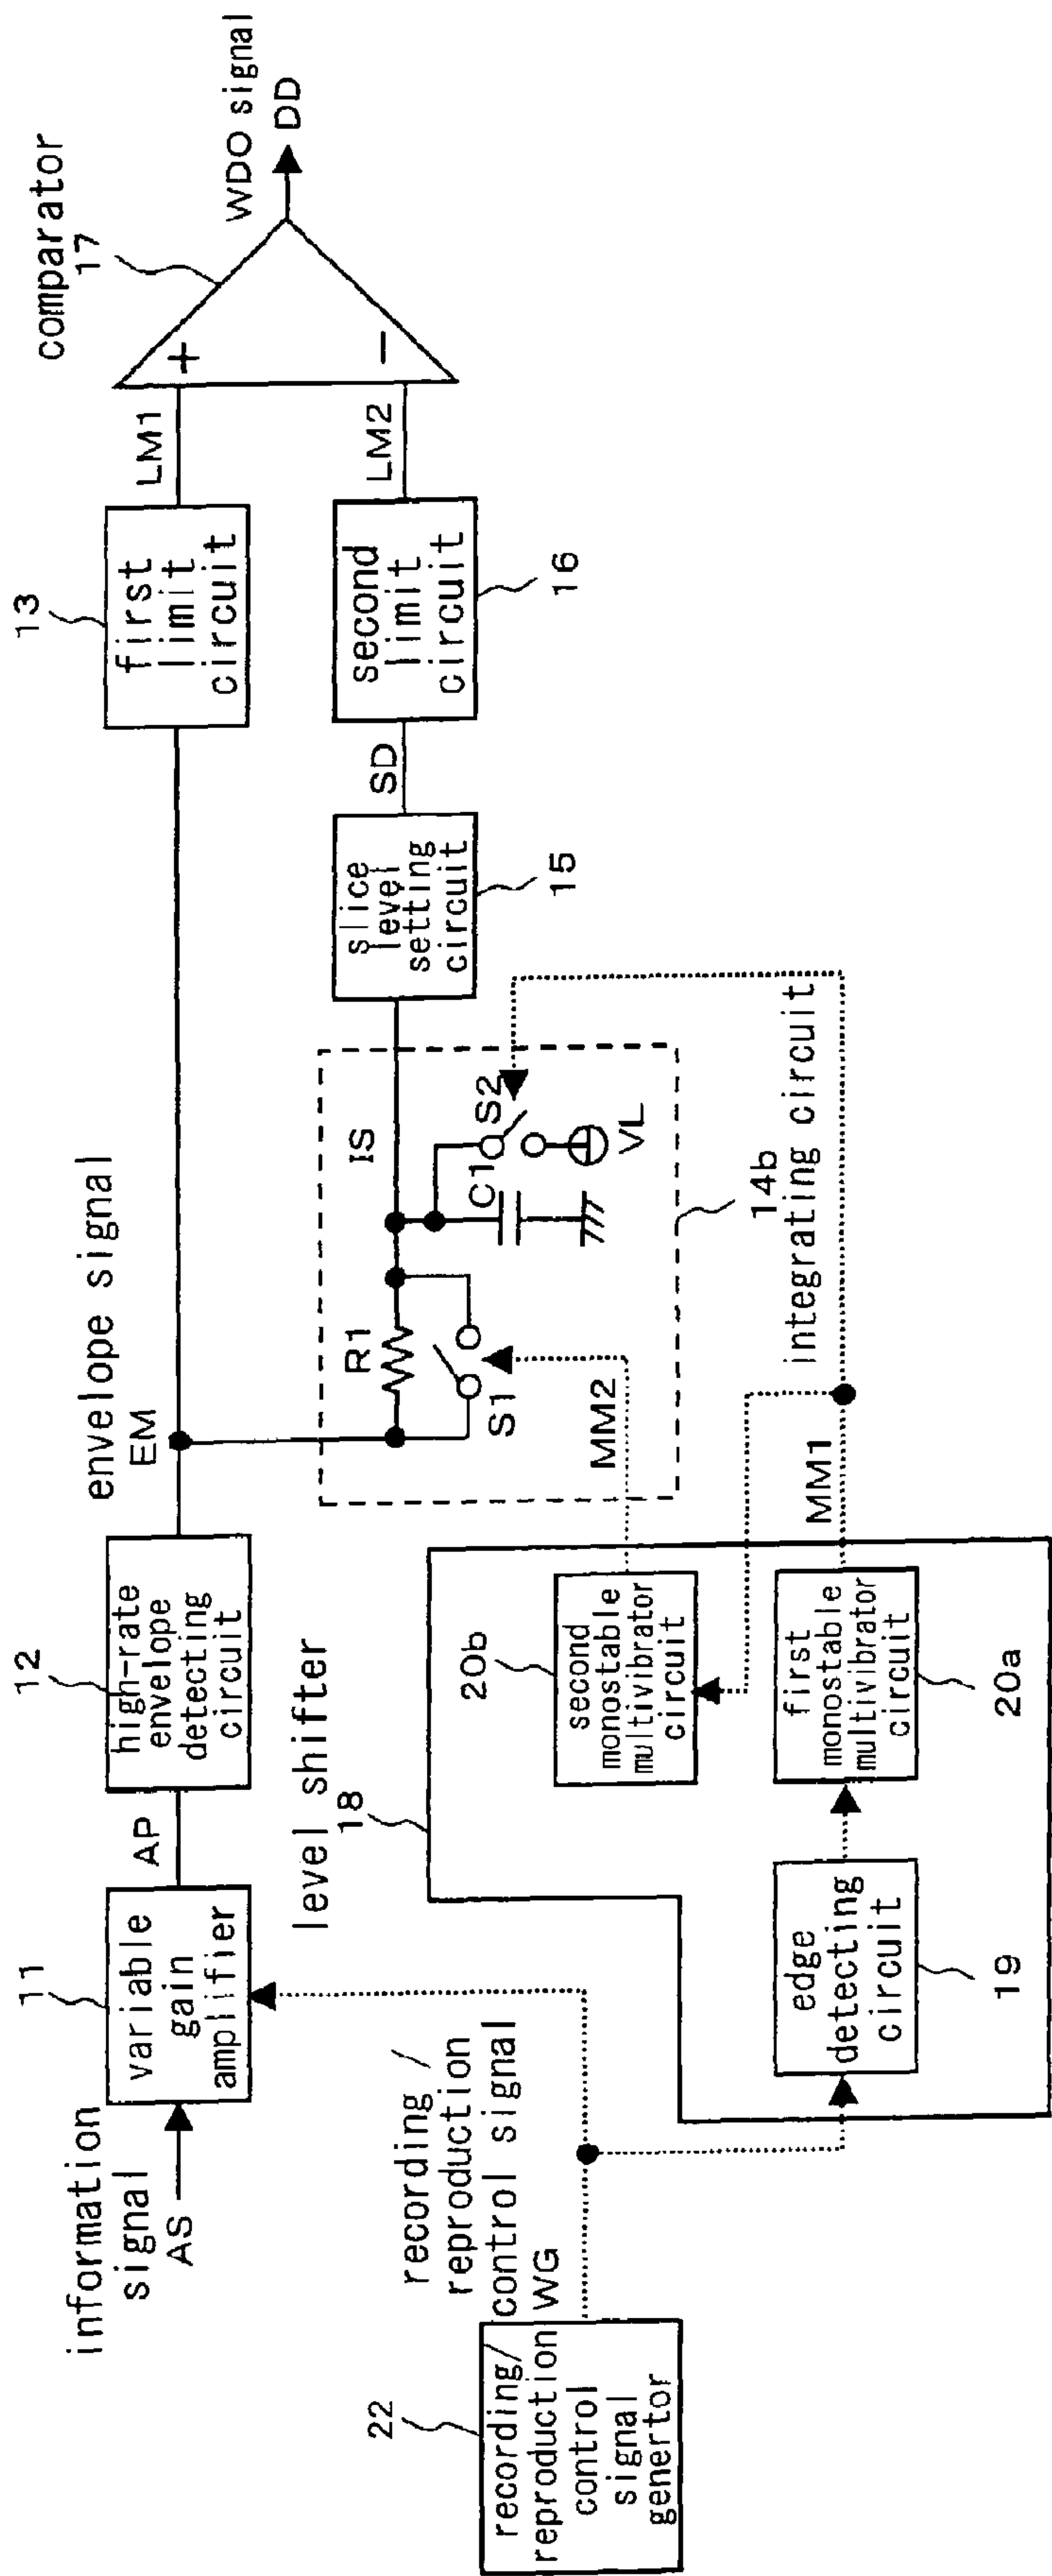 information
signal
AS
11
variable
gain
amplifier
AP
12
high-rate
envelope
detecting
circuit
envelope signal
EM
13
first
limit
circuit
LM1
comparator
17
+
−
WDO signal
DD
LM2
second
limit
circuit
16
SD
slice
level
setting
circuit
15
IS
R1
S1
C1
S2
VL
14b
integrating circuit
MM2
MM1
level shifter
18
20b
second
monostable
multivibrator
circuit
first
monostable
multivibrator
circuit
20a
edge
detecting
circuit
19
recording/
reproduction
control signal
WG
22
recording/
reproduction
control
signal
genertor